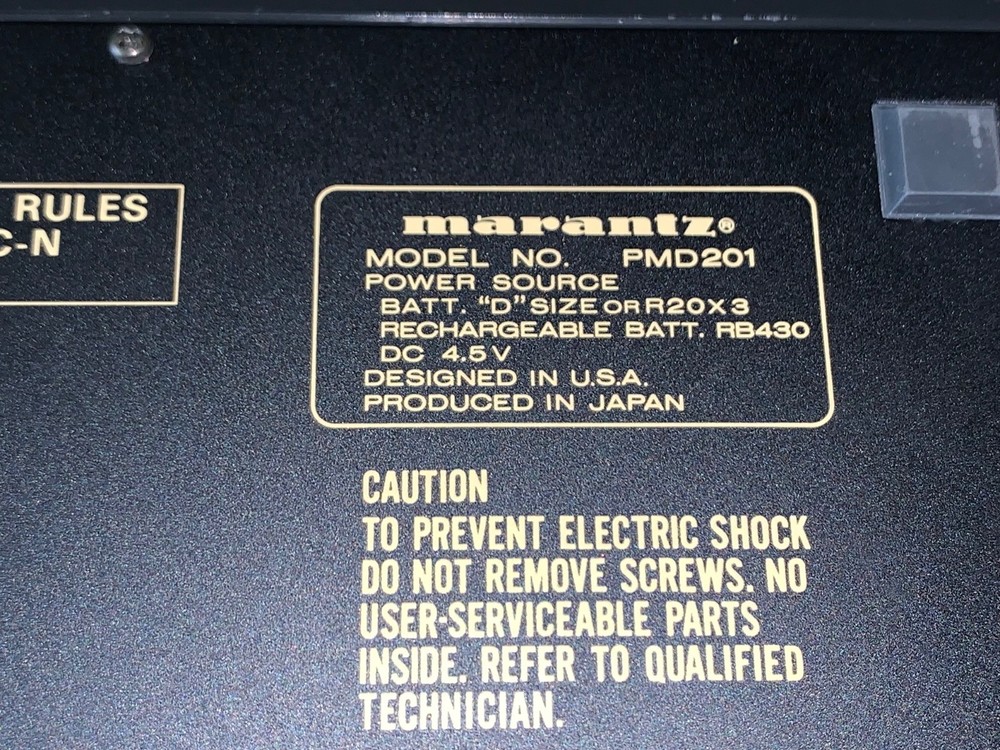 RULES
C-N
marantz®
MODEL NO. PMD201
POWER SOURCE
BATT. "D" SIZE OR R20X3
RECHARGEABLE BATT. RB430
DC 4.5V
DESIGNED IN U.S.A.
PRODUCED IN JAPAN
CAUTION
TO PREVENT ELECTRIC SHOCK
DO NOT REMOVE SCREWS. NO
USER-SERVICEABLE PARTS
INSIDE. REFER TO QUALIFIED
TECHNICIAN.